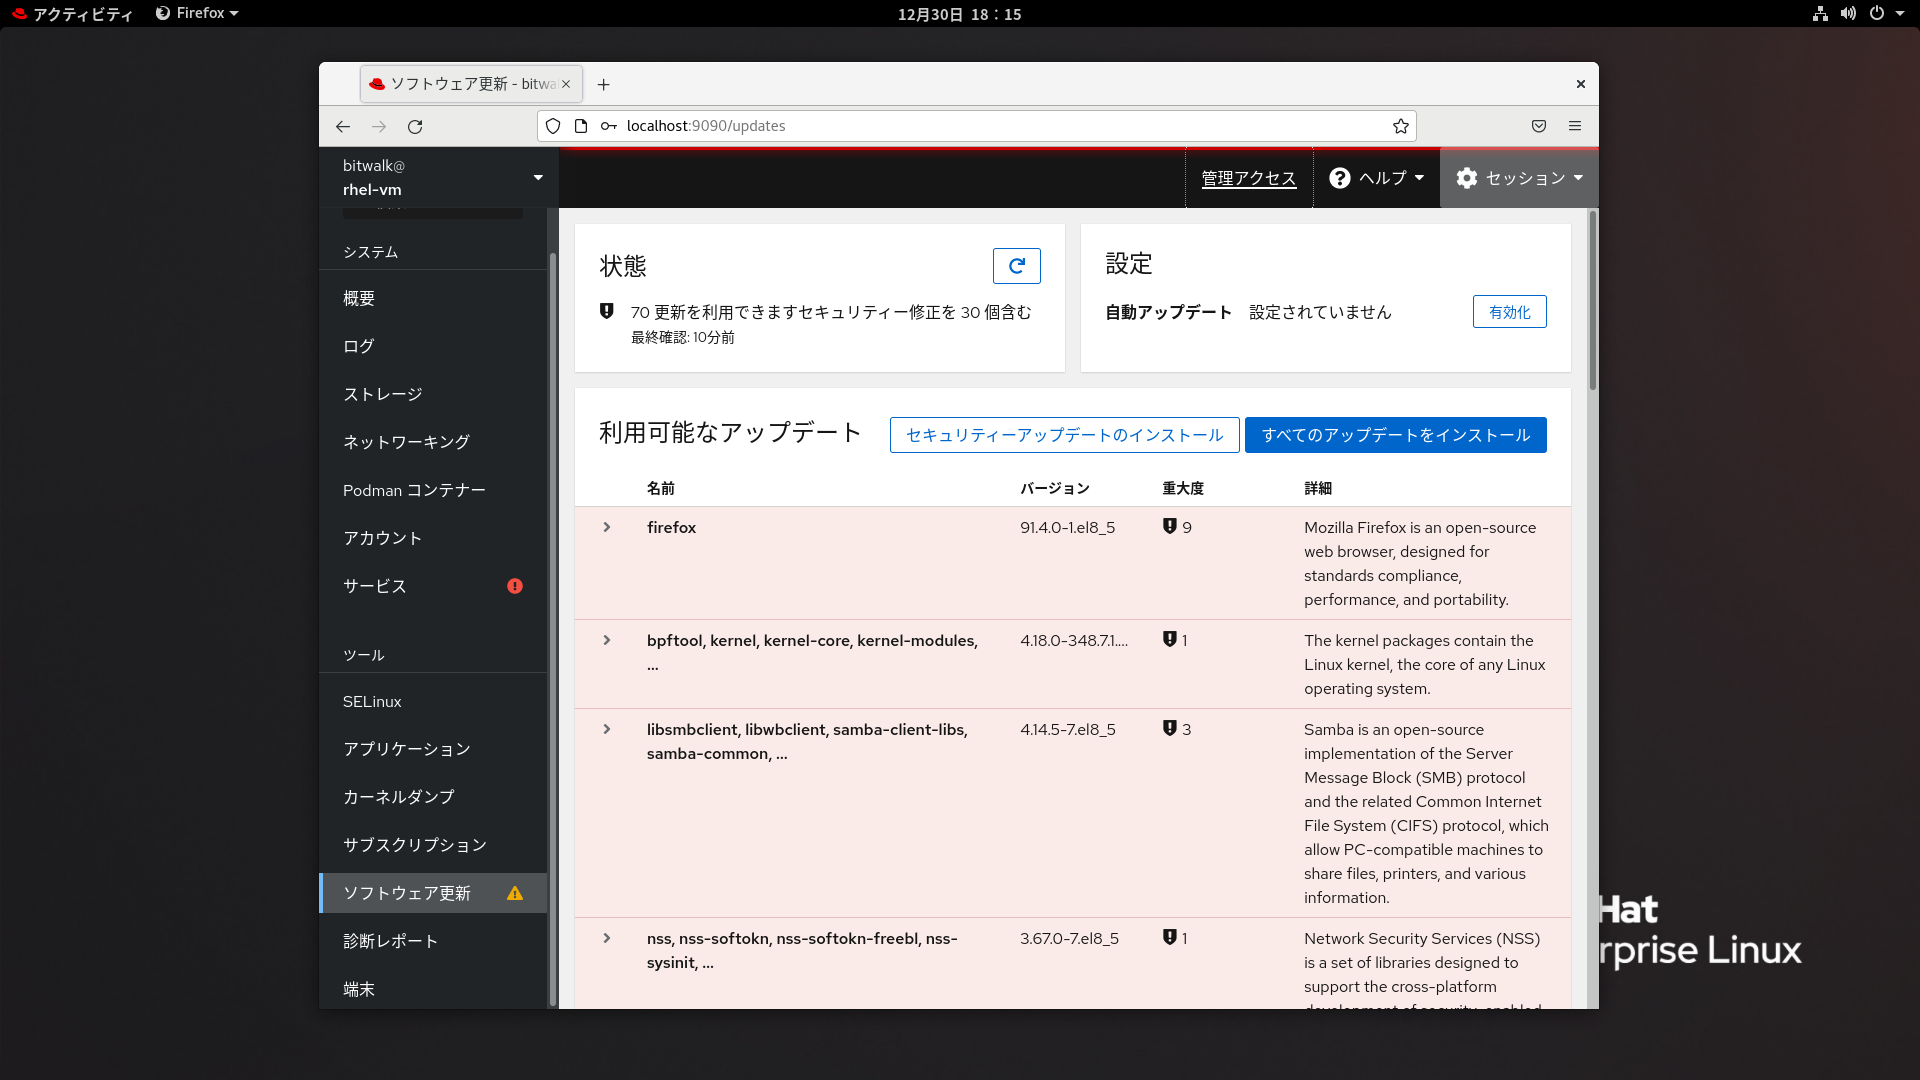 アクティビティ Firefox 12月30日 18：15
ソフトウェア更新 - bitwa
localhost:9090/updates
bitwalk@
rhel-vm
管理アクセス ヘルプ セッション
システム
概要
ログ
ストレージ
ネットワーキング
Podman コンテナー
アカウント
サービス
ツール
SELinux
アプリケーション
カーネルダンプ
サブスクリプション
ソフトウェア更新
診断レポート
端末
状態
70 更新を利用できますセキュリティー修正を 30 個含む
最終確認: 10分前
設定
自動アップデート 設定されていません 有効化
利用可能なアップデート セキュリティーアップデートのインストール すべてのアップデートをインストール
名前 バージョン 重大度 詳細
firefox 91.4.0-1.el8_5 9 Mozilla Firefox is an open-source
web browser, designed for
standards compliance,
performance, and portability.
bpftool, kernel, kernel-core, kernel-modules, 4.18.0-348.7.1.... 1 The kernel packages contain the
... Linux kernel, the core of any Linux
operating system.
libsmbclient, libwbclient, samba-client-libs, 4.14.5-7.el8_5 3 Samba is an open-source
samba-common, ... implementation of the Server
Message Block (SMB) protocol
and the related Common Internet
File System (CIFS) protocol, which
allow PC-compatible machines to
share files, printers, and various
information.
nss, nss-softokn, nss-softokn-freebl, nss- 3.67.0-7.el8_5 1 Network Security Services (NSS)
sysinit, ... is a set of libraries designed to
support the cross-platform
development of security-enabled
Hat
rprise Linux